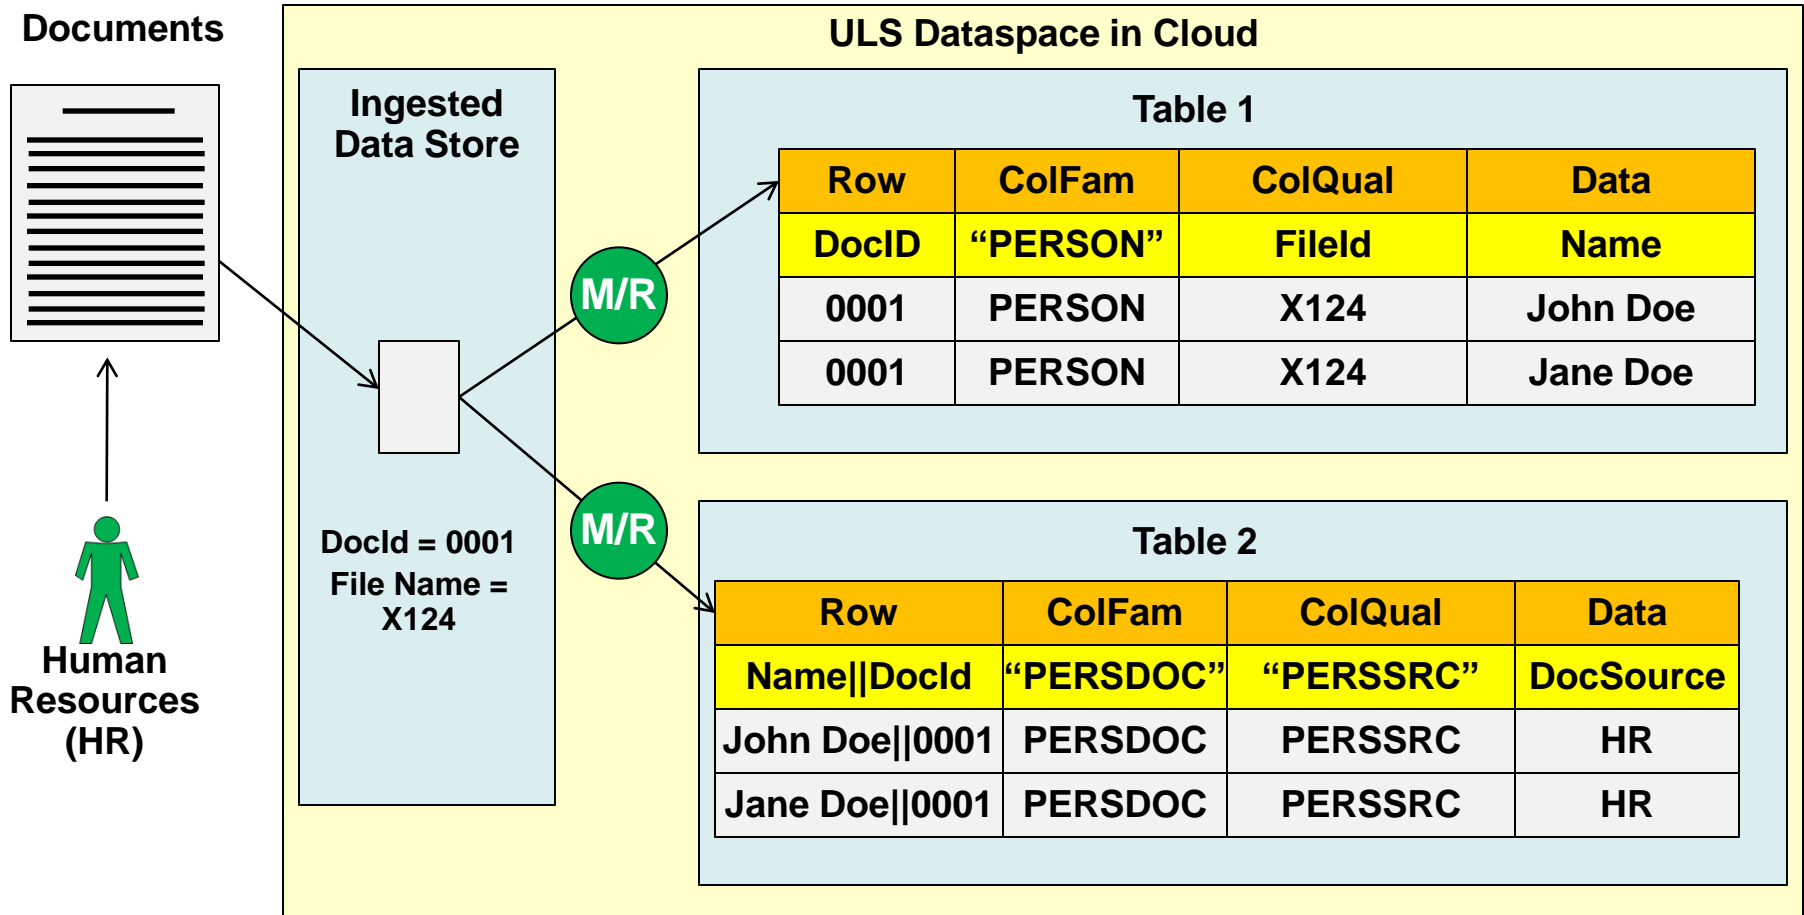 Documents
ULS Dataspace in Cloud
Ingested
Data Store
DocId = 0001
File Name =
X124
Human
Resources
(HR)
M/R
M/R
Table 1
Row ColFam ColQual Data
DocID “PERSON” FileId Name
0001 PERSON X124 John Doe
0001 PERSON X124 Jane Doe
Table 2
Row ColFam ColQual Data
Name||DocId “PERSDOC” “PERSSRC” DocSource
John Doe||0001 PERSDOC PERSSRC HR
Jane Doe||0001 PERSDOC PERSSRC HR